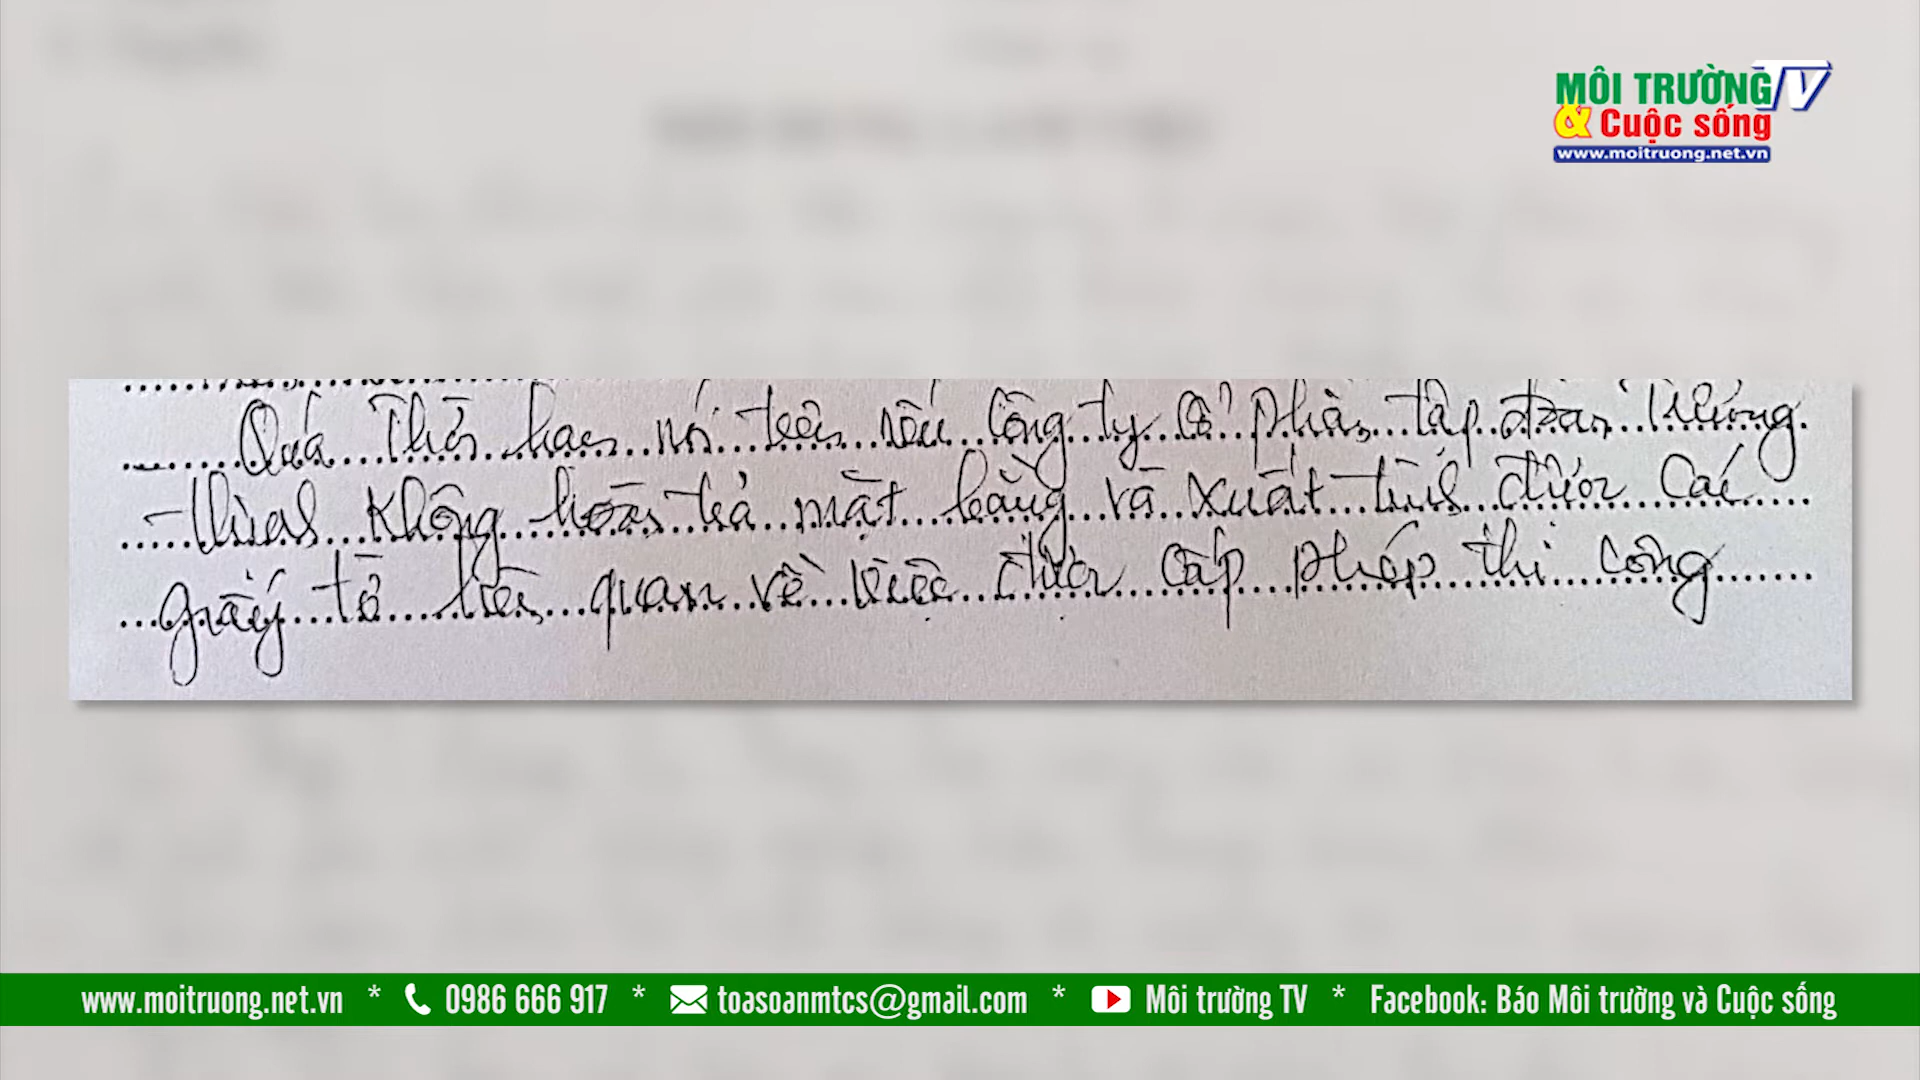 MÔI TRƯỜNG TV
& Cuộc sống
www.moitruong.net.vn
Quá thời hạn nói trên nếu Công ty Cổ phần tập đoàn Trường
Thịnh không hoàn trả mặt bằng và xuất trình được các
giấy tờ liên quan về việc được cấp phép thi công
www.moitruong.net.vn * 0986 666 917 * toasoanmtcs@gmail.com * Môi trường TV * Facebook: Báo Môi trường và Cuộc sống